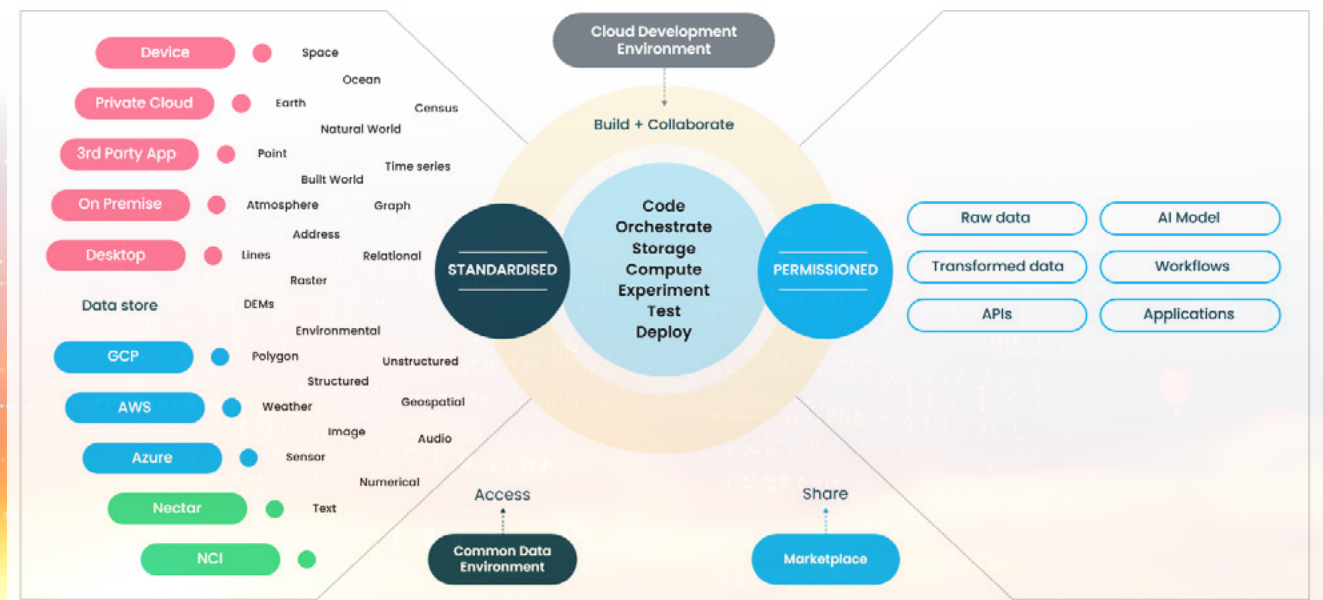 Cloud Development
Environment
Build + Collaborate
Device
Private Cloud
3rd Party App
On Premise
Desktop
Data store
GCP
AWS
Azure
Nectar
NCI
Space
Ocean
Earth
Census
Natural World
Point
Time series
Built World
Atmosphere
Graph
Address
Lines
Relational
Raster
DEMs
Environmental
Polygon
Unstructured
Structured
Weather
Geospatial
Image
Audio
Sensor
Numerical
Text
STANDARDISED
Code
Orchestrate
Storage
Compute
Experiment
Test
Deploy
PERMISSIONED
Raw data
AI Model
Transformed data
Workflows
APIs
Applications
Access
Common Data
Environment
Share
Marketplace